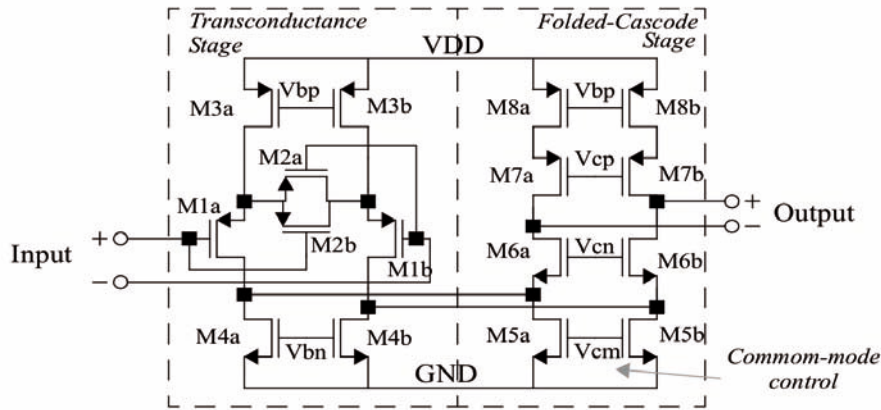 Transconductance
Stage
Folded-Cascode
Stage
VDD
M3a
Vbp
M3b
M8a
Vbp
M8b
M2a
M7a
Vcp
M7b
M1a
Input
+
−
M2b
M1b
M6a
Vcn
M6b
+
−
Output
M4a
Vbn
M4b
M5a
Vcm
M5b
GND
Commom-mode
control